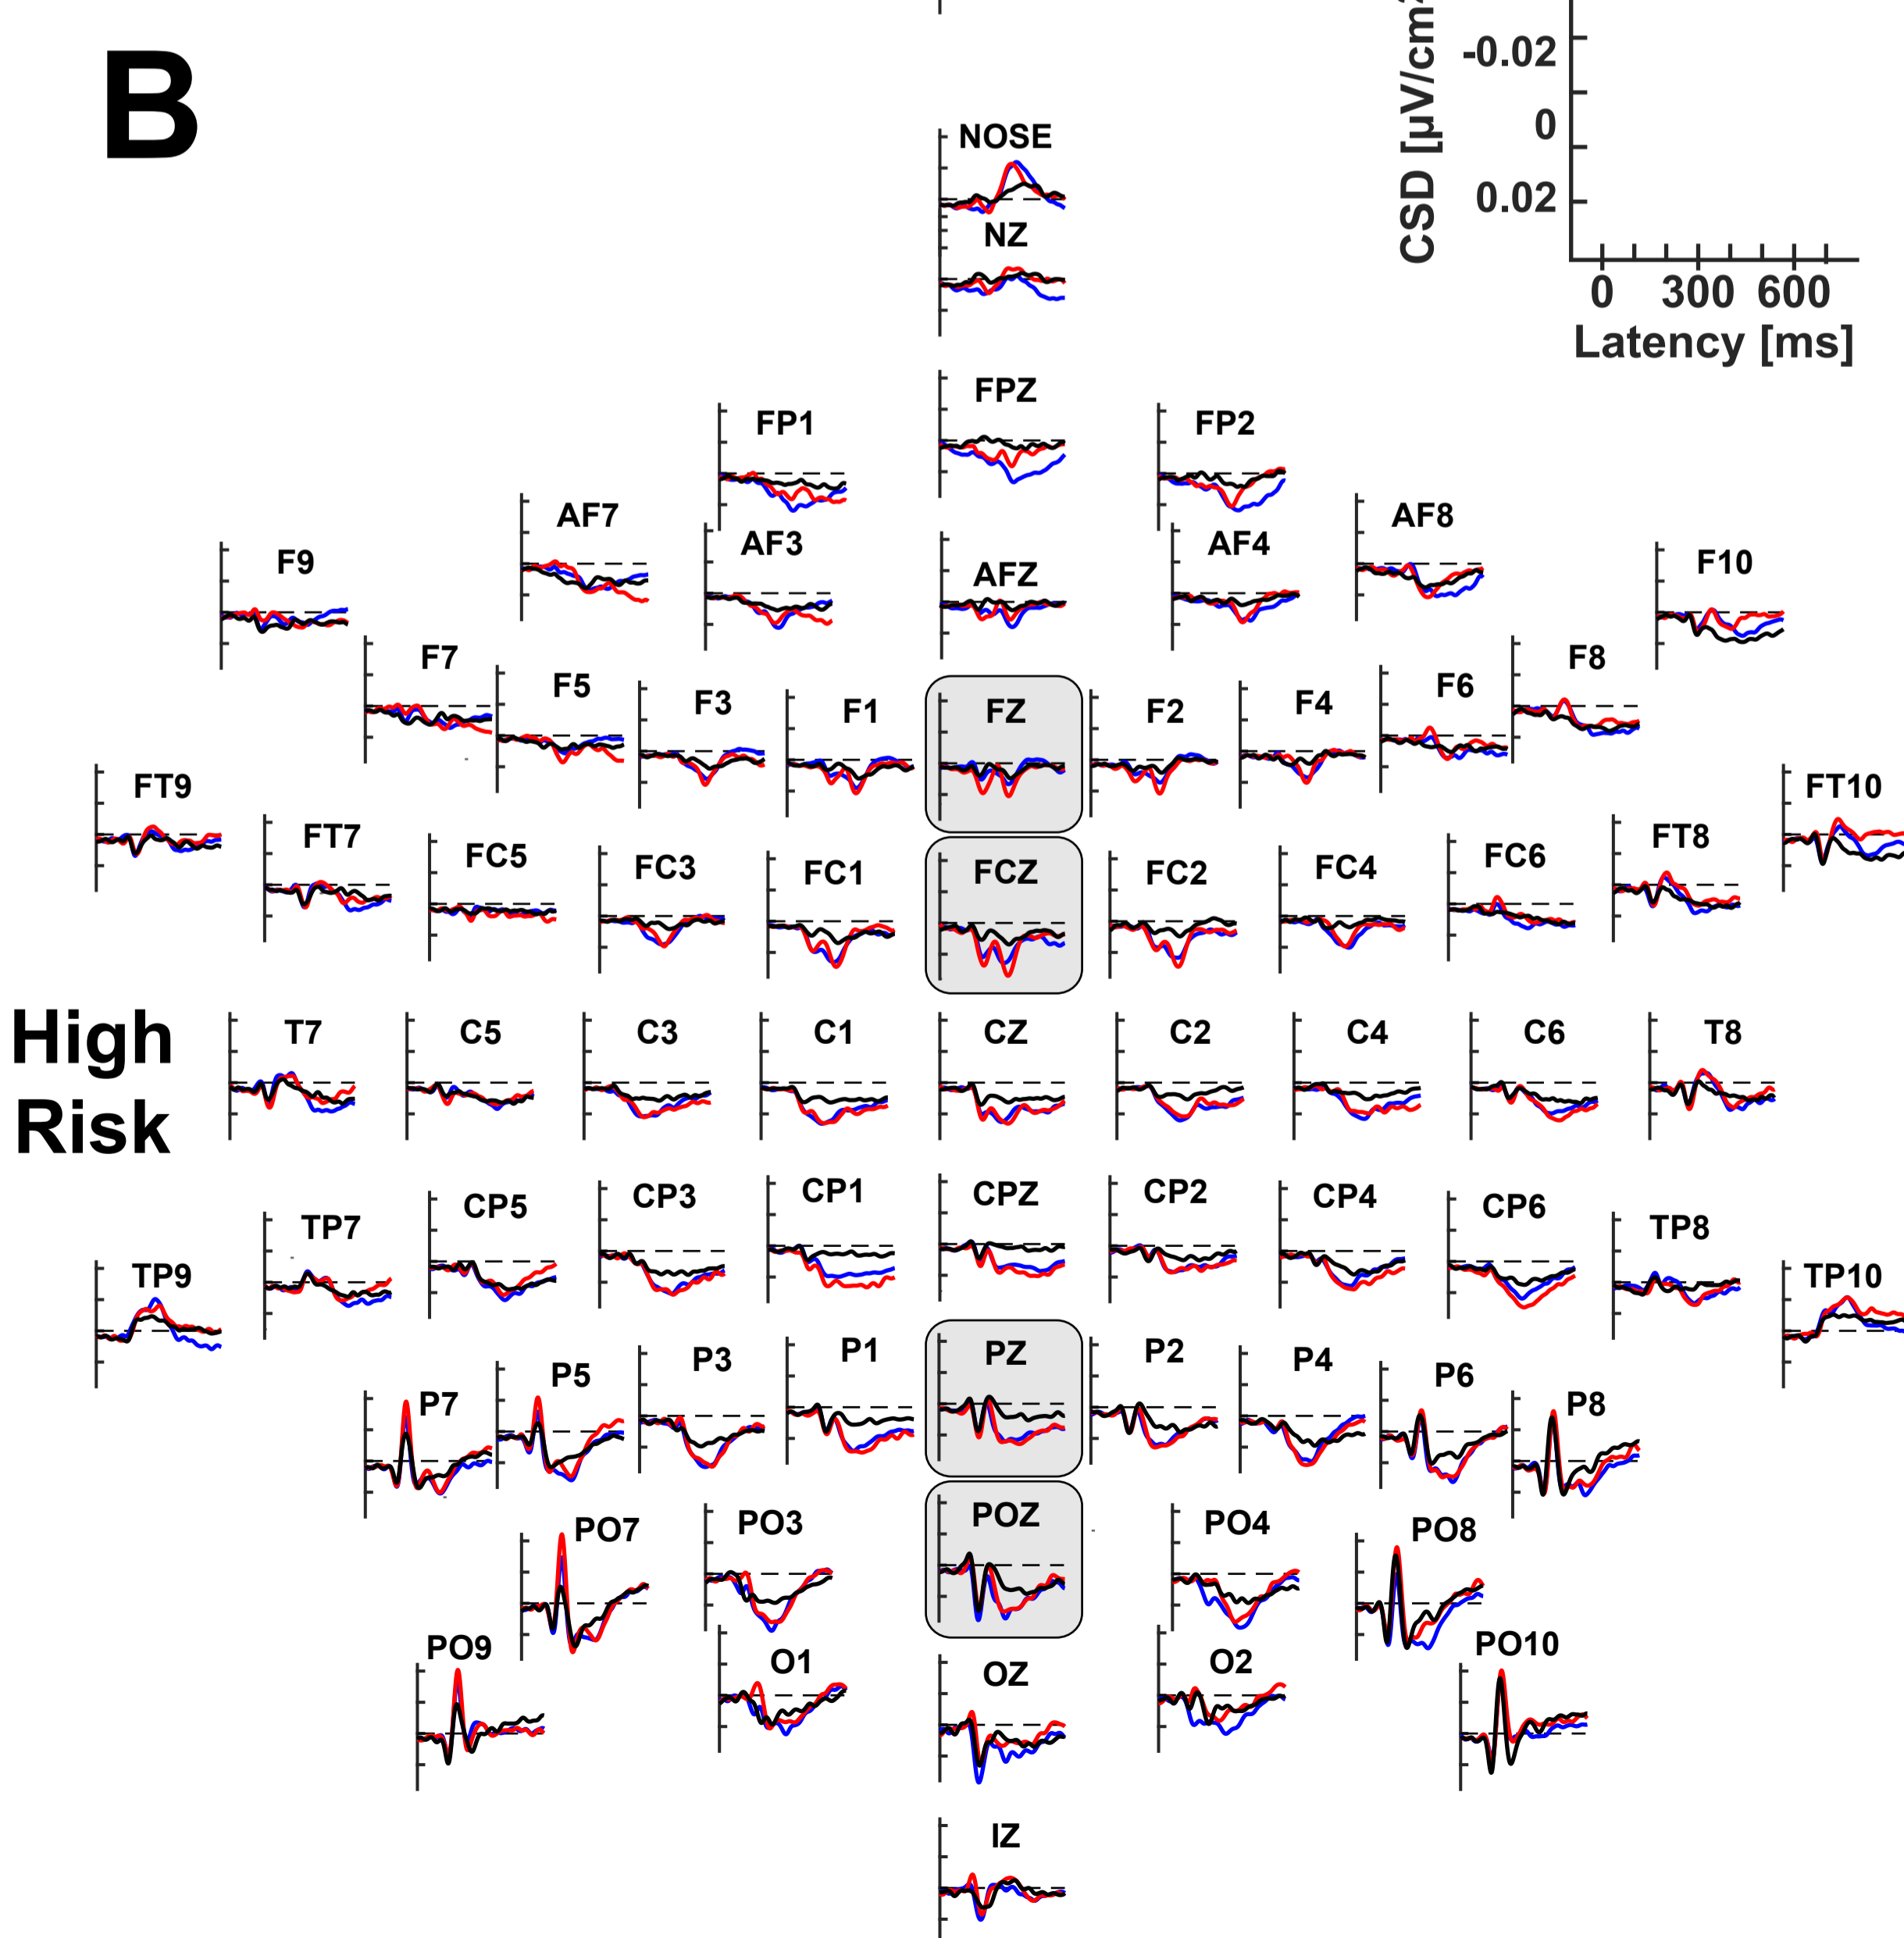 B
CSD [µV/cm²
-0.02
0
0.02
0 300 600
Latency [ms]
NOSE
NZ
FPZ
FP1 FP2
AF7 AF8
AF3 AF4
F9 AFZ F10
F7 F8
F5 F6
F3 F1 FZ F2 F4
FT9 FT10
FT7 FT8
FC5 FC3 FC1 FCZ FC2 FC4 FC6
High
Risk
T7 C5 C3 C1 CZ C2 C4 C6 T8
CP5 CP3 CP1 CPZ CP2 CP4 CP6
TP7 TP8
TP9 TP10
P7 P5 P3 P1 PZ P2 P4 P6 P8
PO7 PO3 POZ PO4 PO8
PO9 PO10
O1 OZ O2
IZ